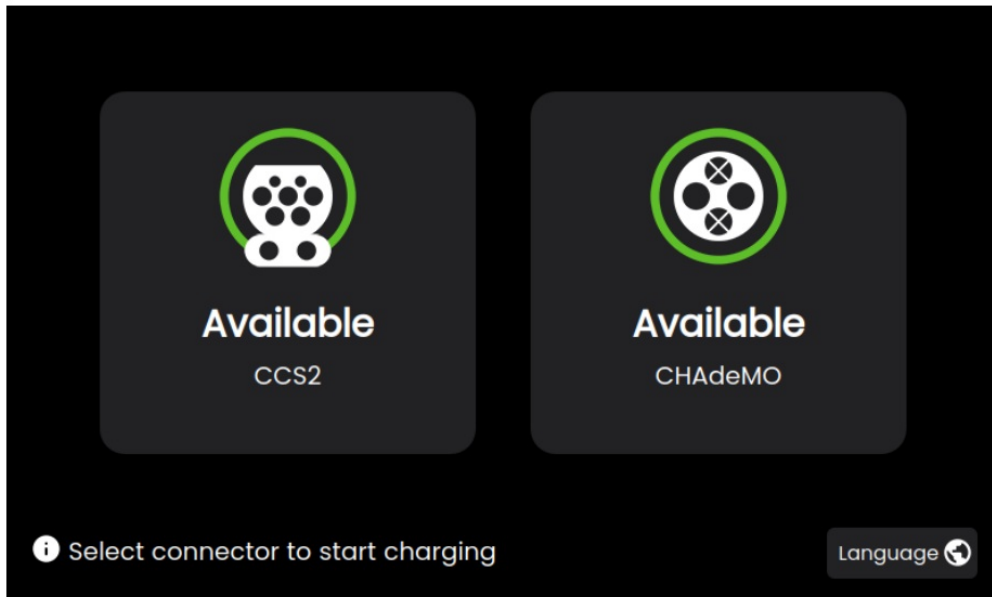 Available
CCS2
Available
CHAdeMO
Select connector to start charging
Language